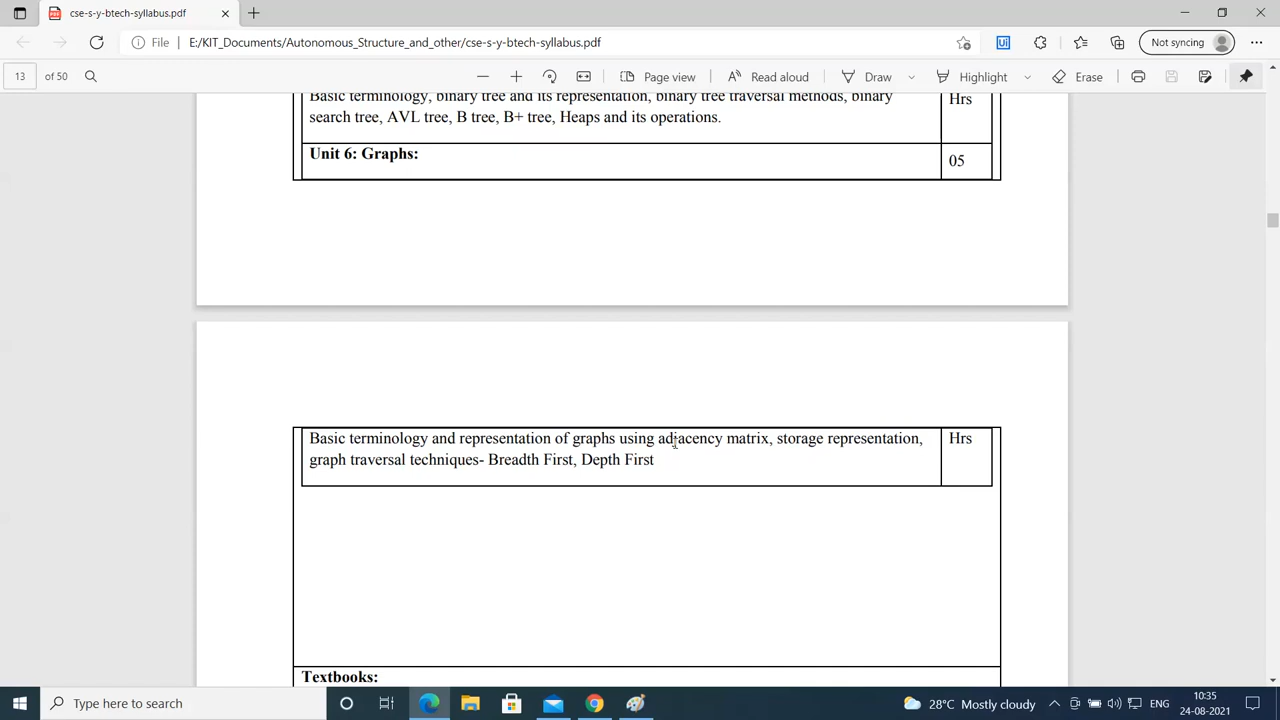 cse-s-y-btech-syllabus.pdf
File E:/KIT_Documents/Autonomous_Structure_and_other/cse-s-y-btech-syllabus.pdf
Not syncing
13 of 50
Page view
Read aloud
Draw
Highlight
Erase
Basic terminology, binary tree and its representation, binary tree traversal methods, binary
search tree, AVL tree, B tree, B+ tree, Heaps and its operations.
Hrs
Unit 6: Graphs:
05
Basic terminology and representation of graphs using adjacency matrix, storage representation,
graph traversal techniques- Breadth First, Depth First
Hrs
Textbooks:
Type here to search
28°C Mostly cloudy
ENG
10:35
24-08-2021